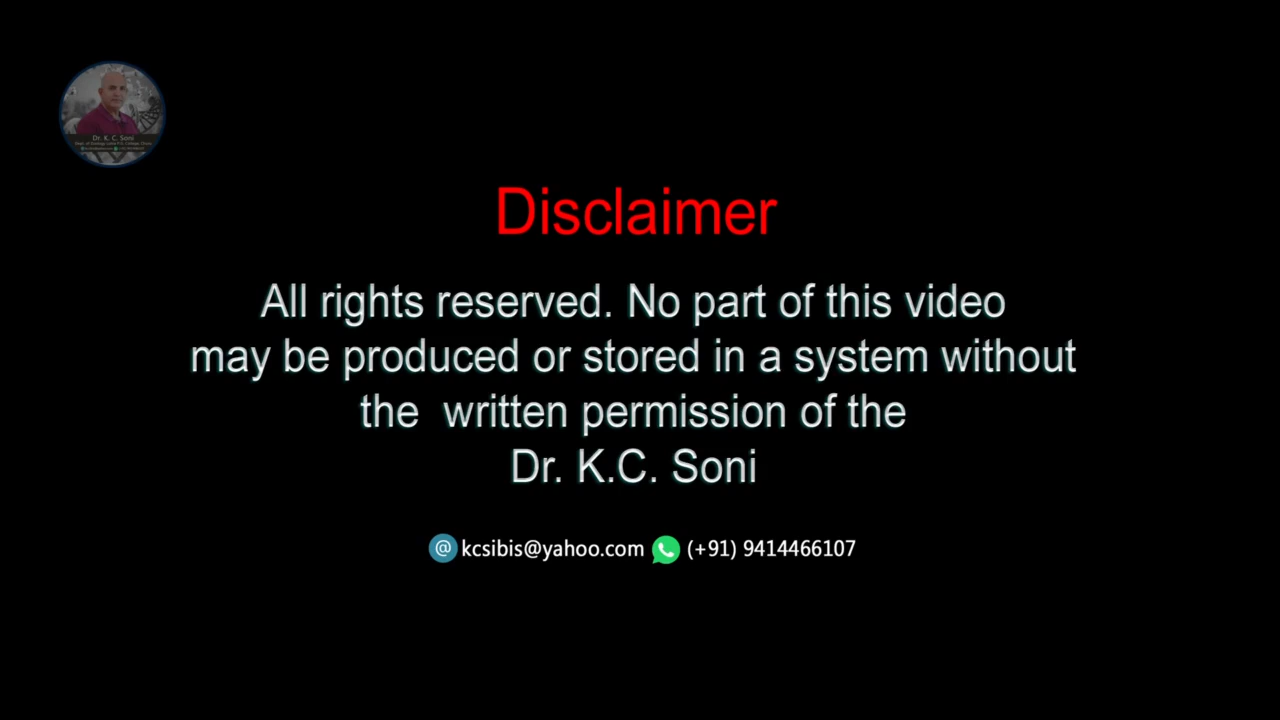 Dr. K. C. Soni
Disclaimer
All rights reserved. No part of this video
may be produced or stored in a system without
the written permission of the
Dr. K.C. Soni
@ kcsibis@yahoo.com (+91) 9414466107